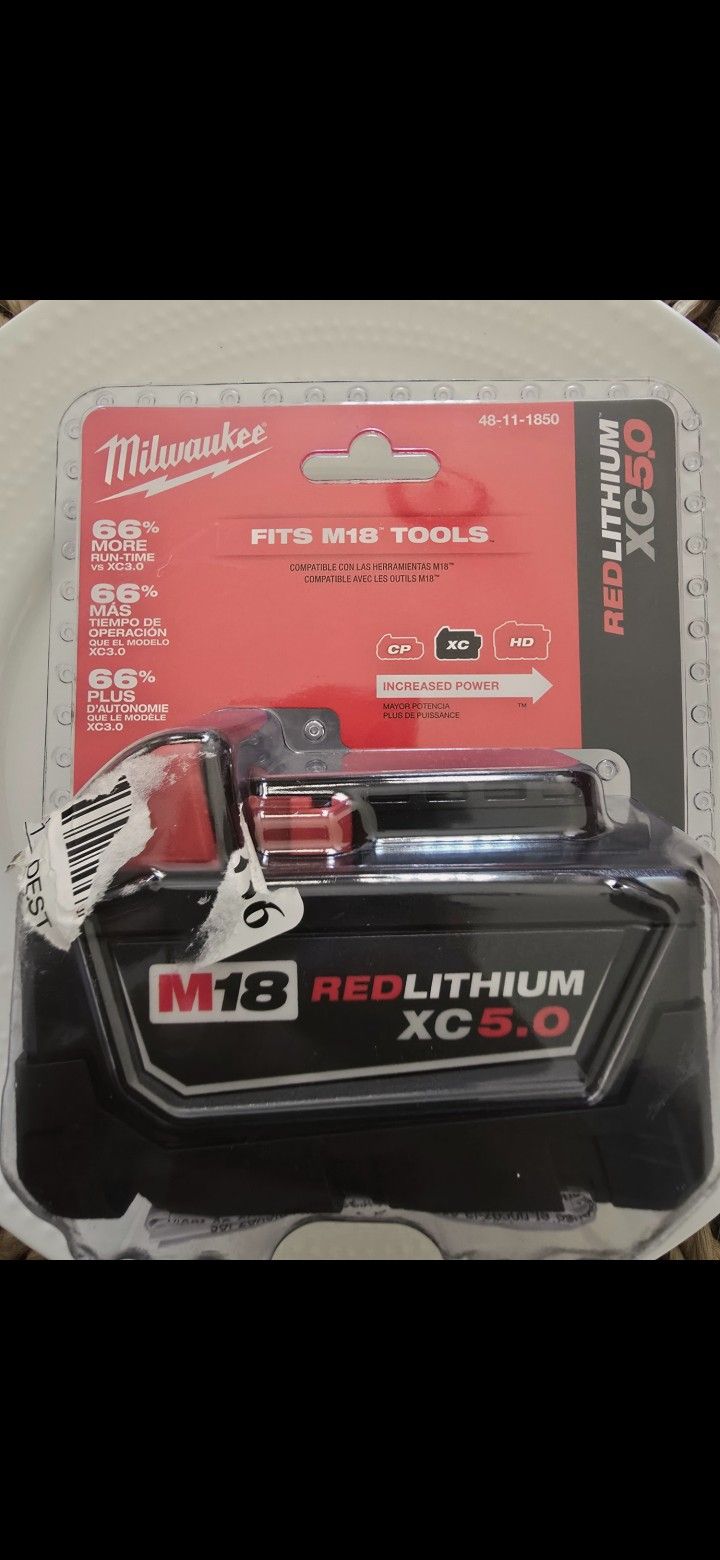 48-11-1850
Milwaukee®
FITS M18™ TOOLS™
COMPATIBLE CON LAS HERRAMIENTAS M18™
COMPATIBLE AVEC LES OUTILS M18™
66%
MORE
RUN-TIME
vs XC3.0
66%
MÁS
TIEMPO DE
OPERACIÓN
QUE EL MODELO
XC3.0
66%
PLUS
D'AUTONOMIE
QUE LE MODÈLE
XC3.0
CP XC HD
INCREASED POWER
MAYOR POTENCIA ™
PLUS DE PUISSANCE
REDLITHIUM™
XC5.0
DEST
6
M18 REDLITHIUM
XC5.0